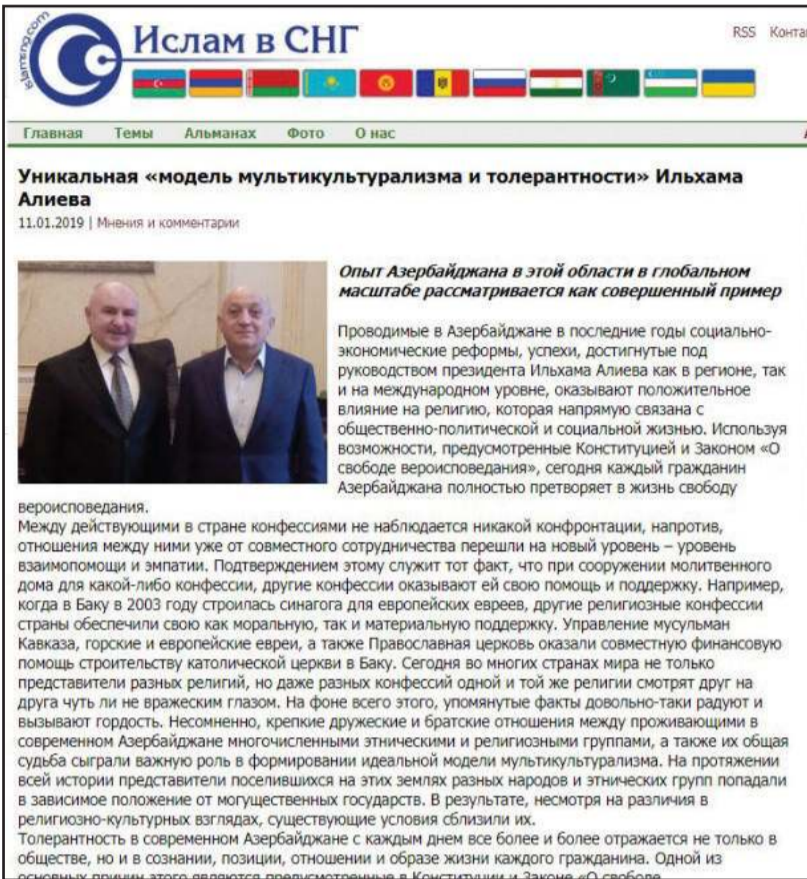 islamsng.com
Ислам в СНГ
RSS Конта
Главная Темы Альманах Фото О нас
Уникальная «модель мультикультурализма и толерантности» Ильхама
Алиева
11.01.2019 | Мнения и комментарии
Опыт Азербайджана в этой области в глобальном
масштабе рассматривается как совершенный пример
Проводимые в Азербайджане в последние годы социально-
экономические реформы, успехи, достигнутые под
руководством президента Ильхама Алиева как в регионе, так
и на международном уровне, оказывают положительное
влияние на религию, которая напрямую связана с
общественно-политической и социальной жизнью. Используя
возможности, предусмотренные Конституцией и Законом «О
свободе вероисповедания», сегодня каждый гражданин
Азербайджана полностью претворяет в жизнь свободу
вероисповедания.
Между действующими в стране конфессиями не наблюдается никакой конфронтации, напротив,
отношения между ними уже от совместного сотрудничества перешли на новый уровень – уровень
взаимопомощи и эмпатии. Подтверждением этому служит тот факт, что при сооружении молитвенного
дома для какой-либо конфессии, другие конфессии оказывают ей свою помощь и поддержку. Например,
когда в Баку в 2003 году строилась синагога для европейских евреев, другие религиозные конфессии
страны обеспечили свою как моральную, так и материальную поддержку. Управление мусульман
Кавказа, горские и европейские евреи, а также Православная церковь оказали совместную финансовую
помощь строительству католической церкви в Баку. Сегодня во многих странах мира не только
представители разных религий, но даже разных конфессий одной и той же религии смотрят друг на
друга чуть ли не вражеским глазом. На фоне всего этого, упомянутые факты довольно-таки радуют и
вызывают гордость. Несомненно, крепкие дружеские и братские отношения между проживающими в
современном Азербайджане многочисленными этническими и религиозными группами, а также их общая
судьба сыграли важную роль в формировании идеальной модели мультикультурализма. На протяжении
всей истории представители поселившихся на этих землях разных народов и этнических групп попадали
в зависимое положение от могущественных государств. В результате, несмотря на различия в
религиозно-культурных взглядах, существующие условия сблизили их.
Толерантность в современном Азербайджане с каждым днем все более и более отражается не только в
обществе, но и в сознании, позиции, отношении и образе жизни каждого гражданина. Одной из
основных причин этого являются предусмотренные в Конституции и Законе «О свободе